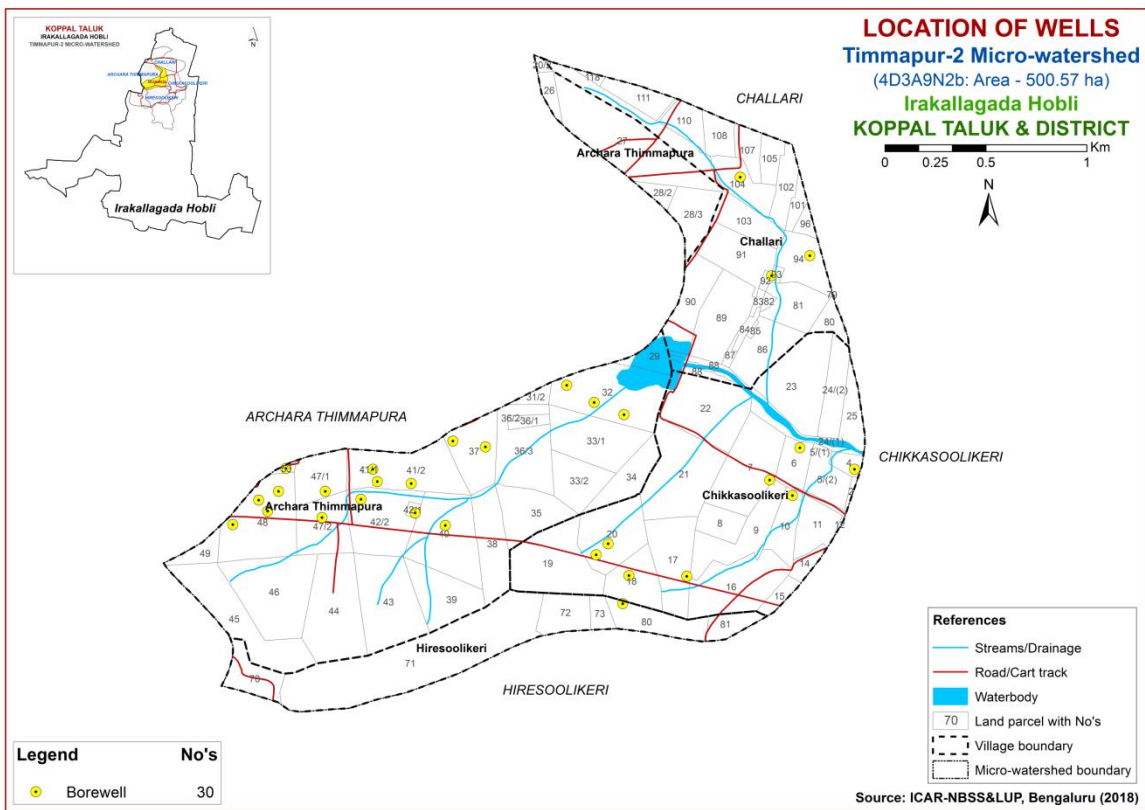 KOPPAL TALUK
IRAKALLAGADA HOBLI
TIMMAPUR-2 MICRO-WATERSHED
N
CHALLARI
ARCHARA THIMMAPURA
CHIKKASOOLIKERI
HIRESOOLIKERI
Irakallagada Hobli
LOCATION OF WELLS
Timmapur-2 Micro-watershed
(4D3A9N2b: Area - 500.57 ha)
Irakallagada Hobli
KOPPAL TALUK & DISTRICT
0 0.25 0.5 1 Km
N
CHALLARI
118
111
26
110
108
27
107
Archara Thimmapura
105
104
102
28/2
101
28/3
103
96
Challari
91
94
92
93
79
90
83 82
81
89
80
84
85
87
86
29
68
88
23
24/(2)
31/2
32
25
22
36/2
36/1
ARCHARA THIMMAPURA
33/1
24/(1)
37
36/3
5/(1)
CHIKKASOOLIKERI
6
4
53
47/1
41/1
41/2
33/2
34
21
7
5/(2)
3
Chikkasoolikeri
Archara Thimmapura
48
42/1
35
8
9
10
11
12
47/2
42/2
40
38
20
49
19
17
14
46
18
16
44
43
39
15
45
72
73
80
81
Hiresoolikeri
71
70
HIRESOOLIKERI
References
Streams/Drainage
Road/Cart track
Waterbody
70 Land parcel with No's
Village boundary
Micro-watershed boundary
Legend No's
Borewell 30
Source: ICAR-NBSS&LUP, Bengaluru (2018)